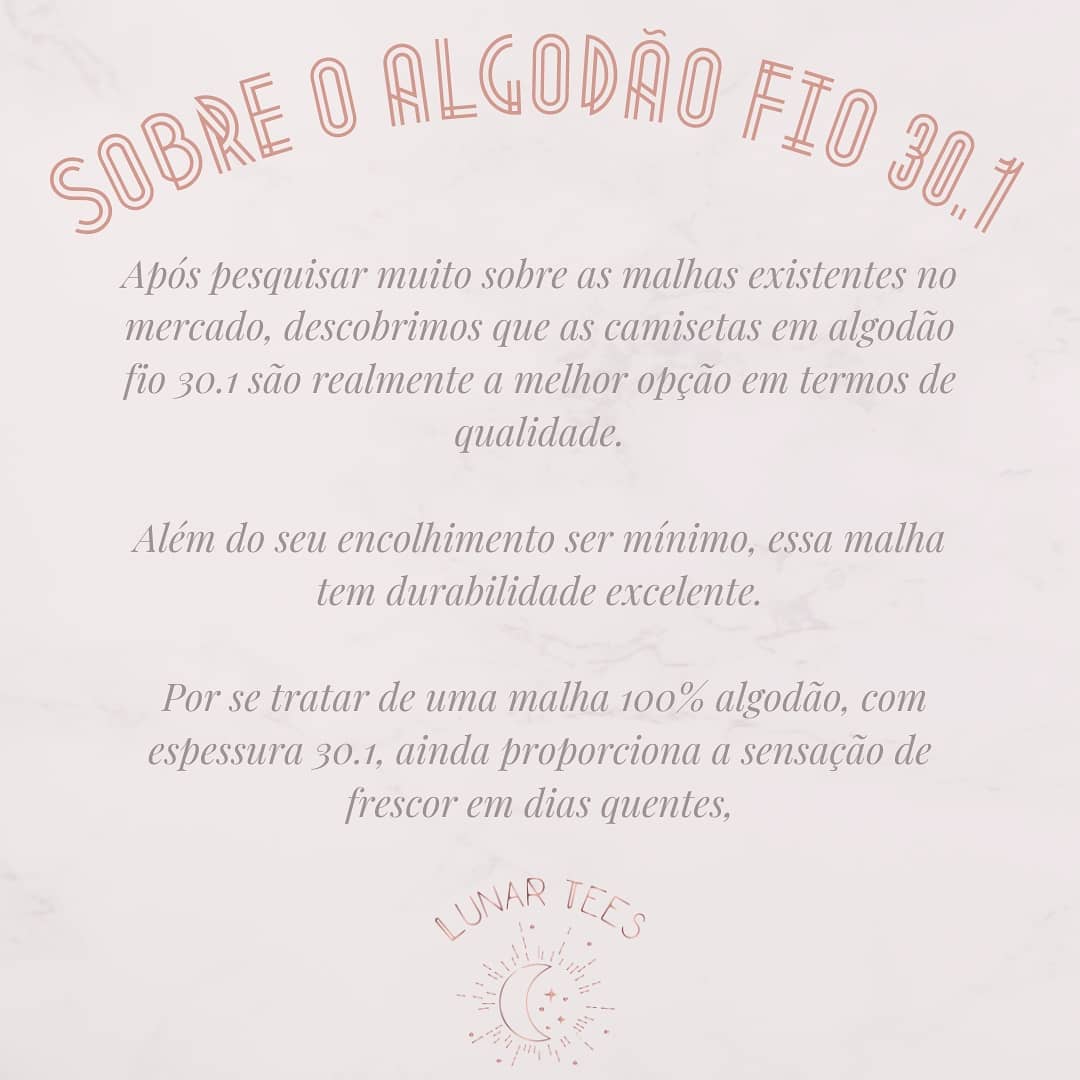 SOBRE O ALGODÃO FIO 30..1
Após pesquisar muito sobre as malhas existentes no
mercado, descobrimos que as camisetas em algodão
fio 30.1 são realmente a melhor opção em termos de
qualidade.
Além do seu encolhimento ser mínimo, essa malha
tem durabilidade excelente.
Por se tratar de uma malha 100% algodão, com
espessura 30.1, ainda proporciona a sensação de
frescor em dias quentes,
LUNAR TEES